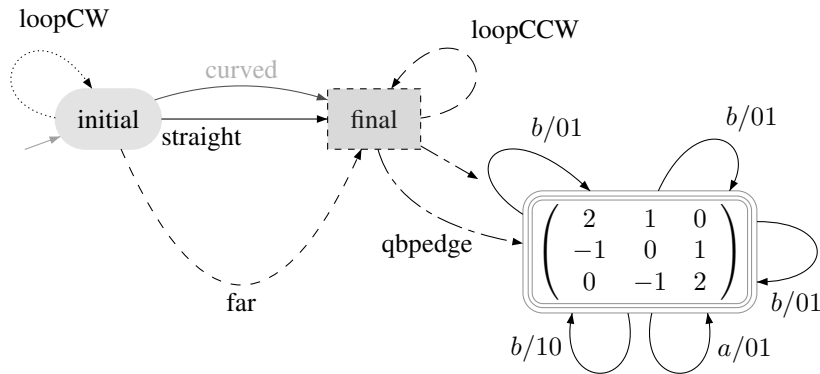 loopCW
loopCCW
curved
initial
final
straight
b/01
b/01
qbpedge
2 1 0
−1 0 1
0 −1 2
far
b/01
b/10
a/01